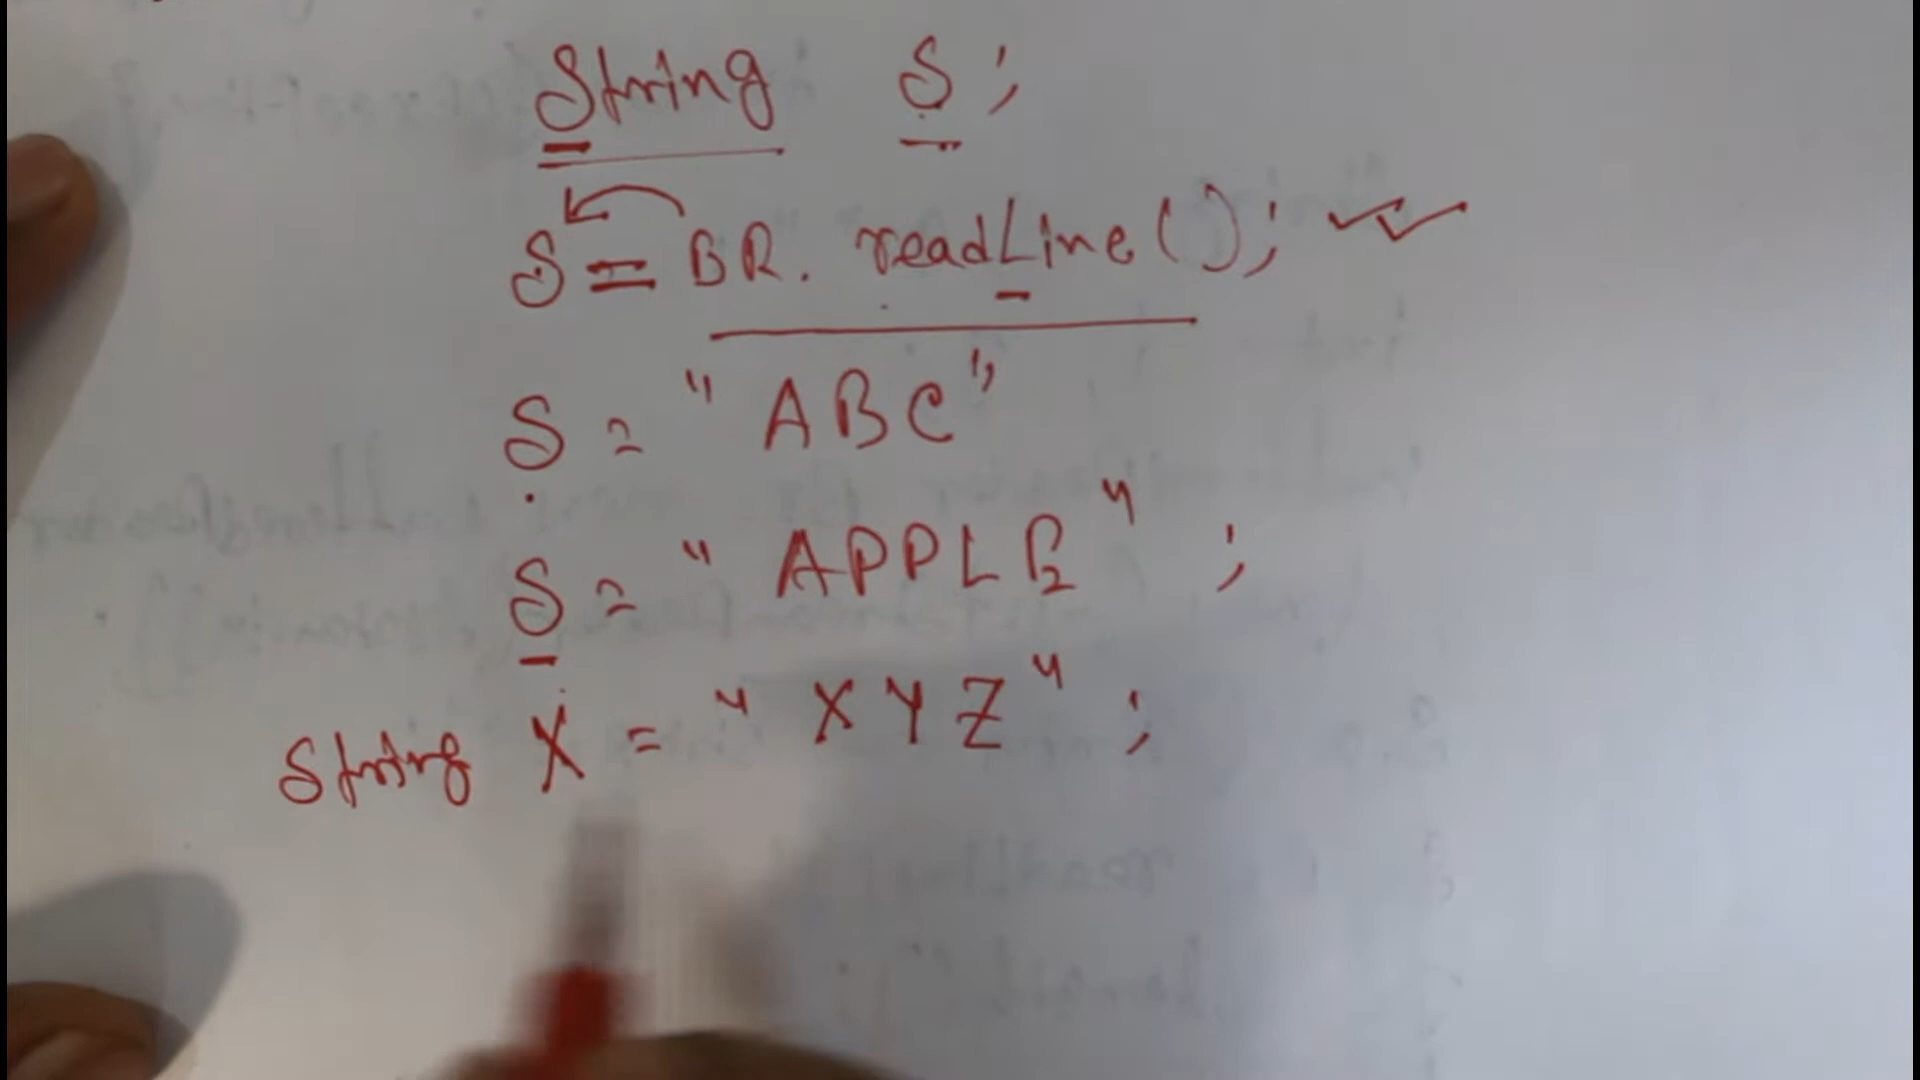 String S;
S = BR. readLine();
S = "ABC"
S = "APPLE";
String X = "XYZ";